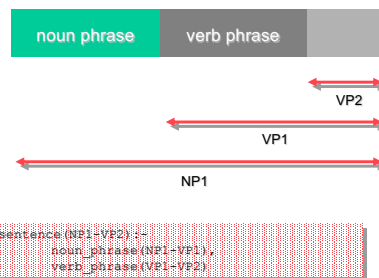 noun phrase verb phrase
VP2
VP1
NP1
sentence(NP1-VP2):-
noun_phrase(NP1-VP1),
verb_phrase(VP1-VP2)